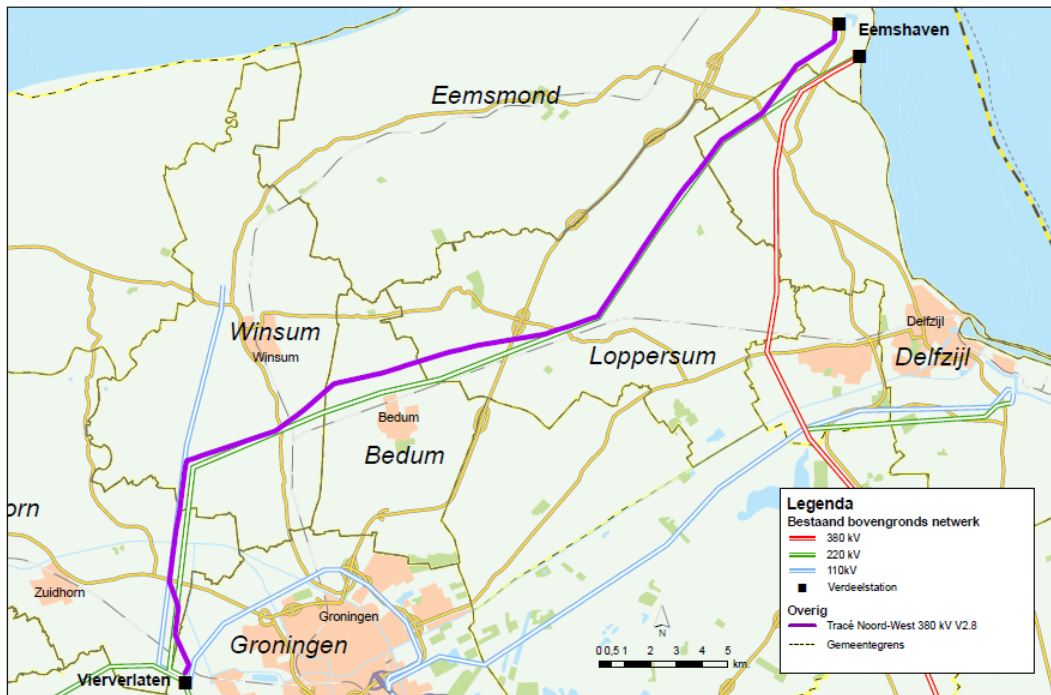 Eemshaven
Eemsmond
Winsum
Winsum
Loppersum
Delfzijl
Delfzijl
Bedum
Bedum
orn
Zuidhorn
Groningen
Groningen
Vierverlaten
N
0 0,5 1 2 3 4 5
km.
Legenda
Bestaand bovengronds netwerk
380 kV
220 kV
110kV
Verdeelstation
Overig
Tracé Noord-West 380 kV V2.8
Gemeentegrens